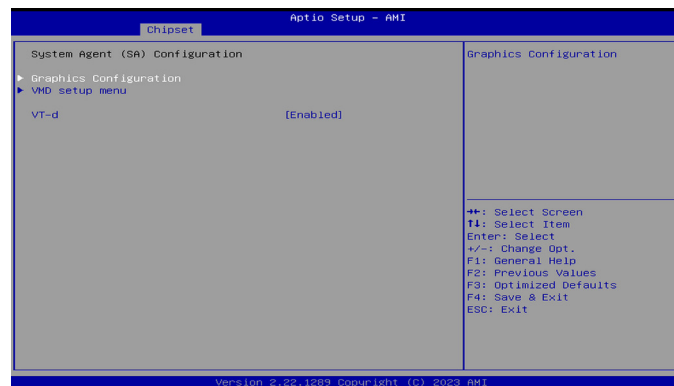 Aptio Setup – AMI
Chipset
System Agent (SA) Configuration
Graphics Configuration
VMD setup menu
VT-d
[Enabled]
Graphics Configuration
→←: Select Screen
↑↓: Select Item
Enter: Select
+/-: Change Opt.
F1: General Help
F2: Previous Values
F3: Optimized Defaults
F4: Save & Exit
ESC: Exit
Version 2.22.1289 Copyright (C) 2023 AMI